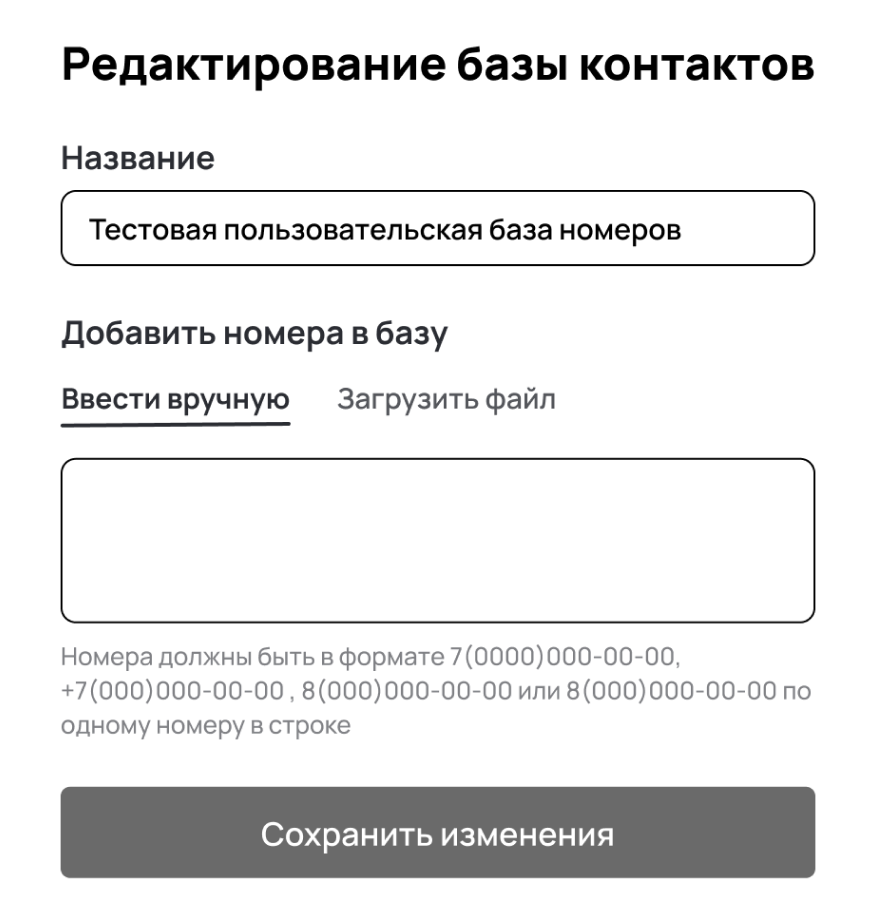 Редактирование базы контактов
Название
Тестовая пользовательская база номеров
Добавить номера в базу
Ввести вручную Загрузить файл
Номера должны быть в формате 7(0000)000-00-00,
+7(000)000-00-00 , 8(000)000-00-00 или 8(000)000-00-00 по
одному номеру в строке
Сохранить изменения